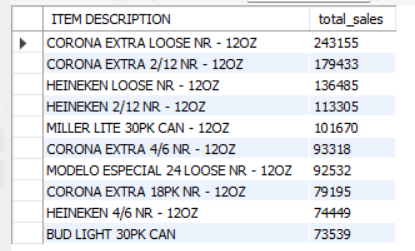 ITEM DESCRIPTION total_sales
CORONA EXTRA LOOSE NR - 12OZ 243155
CORONA EXTRA 2/12 NR - 12OZ 179433
HEINEKEN LOOSE NR - 12OZ 136485
HEINEKEN 2/12 NR - 12OZ 113305
MILLER LITE 30PK CAN - 12OZ 101670
CORONA EXTRA 4/6 NR - 12OZ 93318
MODELO ESPECIAL 24 LOOSE NR - 12OZ 92532
CORONA EXTRA 18PK NR - 12OZ 79195
HEINEKEN 4/6 NR - 12OZ 74449
BUD LIGHT 30PK CAN 73539